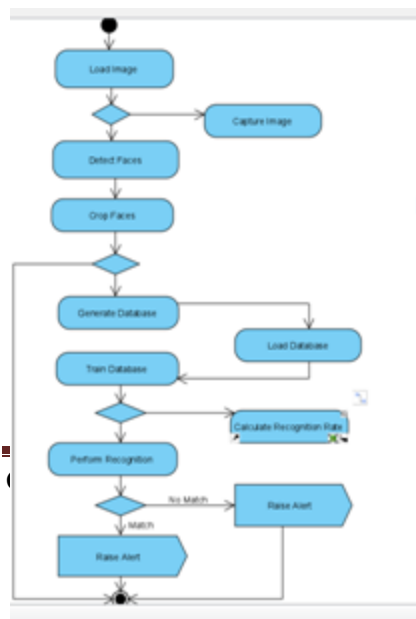 Load Image
Capture Image
Detect Faces
Crop Faces
Generate Database
Load Database
Train Database
Calculate Recognition Rate
Perform Recognition
No Match
Raise Alert
Match
Raise Alert